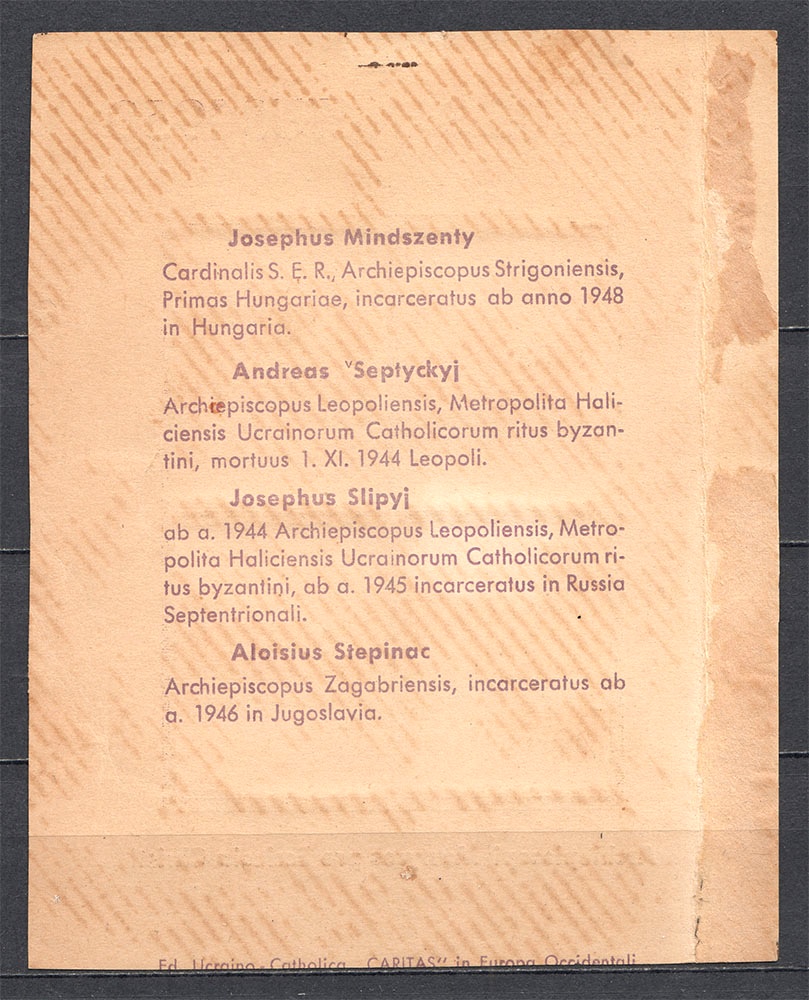 Josephus Mindszenty
Cardinalis S. E. R., Archiepiscopus Strigoniensis,
Primas Hungariae, incarceratus ab anno 1948
in Hungaria.
Andreas ˇSeptyckyj
Archiepiscopus Leopoliensis, Metropolita Hali-
ciensis Ucrainorum Catholicorum ritus byzan-
tini, mortuus 1. XI. 1944 Leopoli.
Josephus Slipyj
ab a. 1944 Archiepiscopus Leopoliensis, Metro-
polita Haliciensis Ucrainorum Catholicorum ri-
tus byzantini, ab a. 1945 incarceratus in Russia
Septentrionali.
Aloisius Stepinac
Archiepiscopus Zagabriensis, incarceratus ab
a. 1946 in Jugoslavia.
Ed. Ucraino-Catholica „CARITAS“ in Europa Occidentali